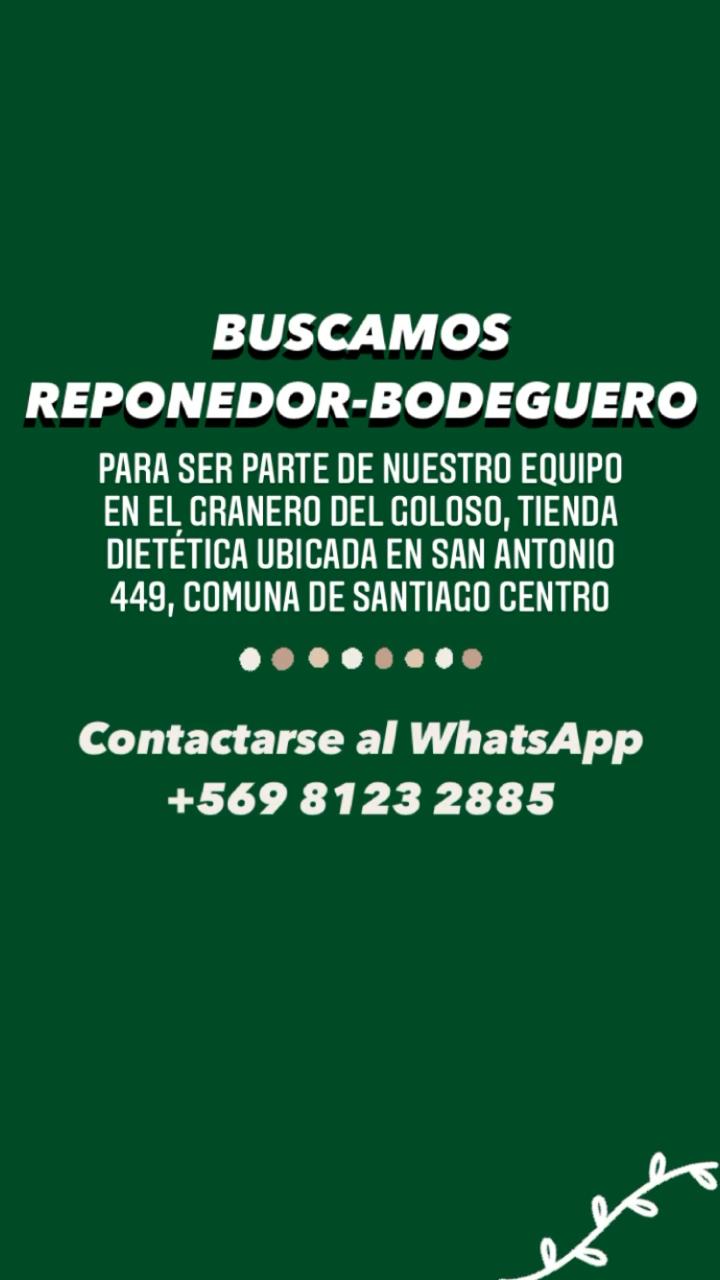 BUSCAMOS
REPONEDOR-BODEGUERO
PARA SER PARTE DE NUESTRO EQUIPO
EN EL GRANERO DEL GOLOSO, TIENDA
DIETÉTICA UBICADA EN SAN ANTONIO
449, COMUNA DE SANTIAGO CENTRO
Contactarse al WhatsApp
+569 8123 2885